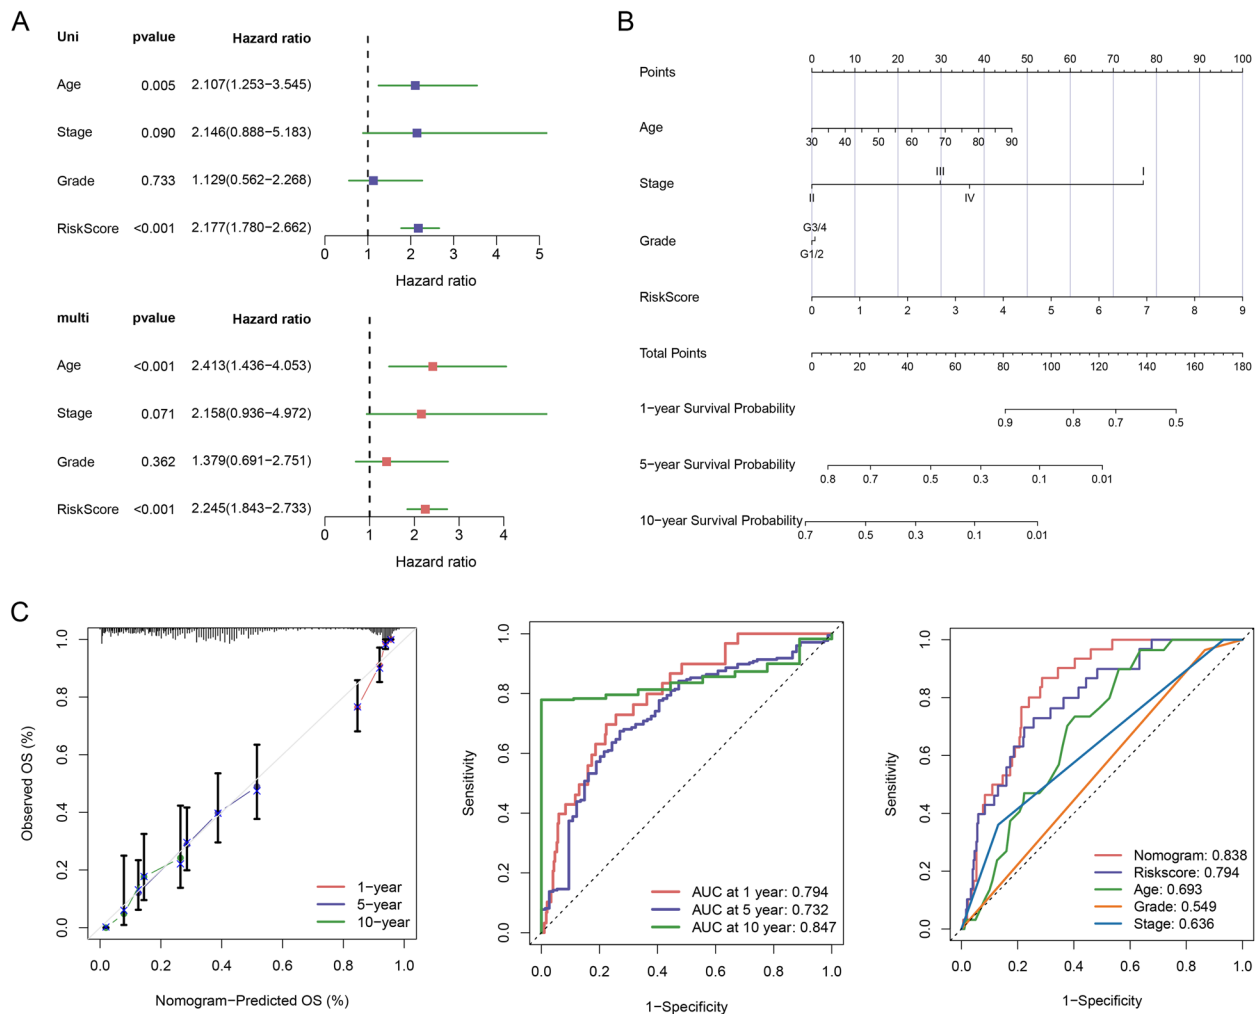 A
Uni pvalue Hazard ratio
Age 0.005 2.107(1.253−3.545)
Stage 0.090 2.146(0.888−5.183)
Grade 0.733 1.129(0.562−2.268)
RiskScore <0.001 2.177(1.780−2.662)
0 1 2 3 4 5
Hazard ratio
multi pvalue Hazard ratio
Age <0.001 2.413(1.436−4.053)
Stage 0.071 2.158(0.936−4.972)
Grade 0.362 1.379(0.691−2.751)
RiskScore <0.001 2.245(1.843−2.733)
0 1 2 3 4
Hazard ratio
B
0 10 20 30 40 50 60 70 80 90 100
Points
Age
30 40 50 60 70 80 90
III I
Stage
II IV
G3/4
Grade
G1/2
RiskScore
0 1 2 3 4 5 6 7 8 9
Total Points
0 20 40 60 80 100 120 140 160 180
1−year Survival Probability
0.9 0.8 0.7 0.5
5−year Survival Probability
0.8 0.7 0.5 0.3 0.1 0.01
10−year Survival Probability
0.7 0.5 0.3 0.1 0.01
C
Observed OS (%)
1.0
0.8
0.6
0.4
0.2
0.0
1−year
5−year
10−year
0.0 0.2 0.4 0.6 0.8 1.0
Nomogram−Predicted OS (%)
Sensitivity
1.0
0.8
0.6
0.4
0.2
0.0
AUC at 1 year: 0.794
AUC at 5 year: 0.732
AUC at 10 year: 0.847
0.0 0.2 0.4 0.6 0.8 1.0
1−Specificity
Sensitivity
1.0
0.8
0.6
0.4
0.2
0.0
Nomogram: 0.838
Riskscore: 0.794
Age: 0.693
Grade: 0.549
Stage: 0.636
0.0 0.2 0.4 0.6 0.8 1.0
1−Specificity